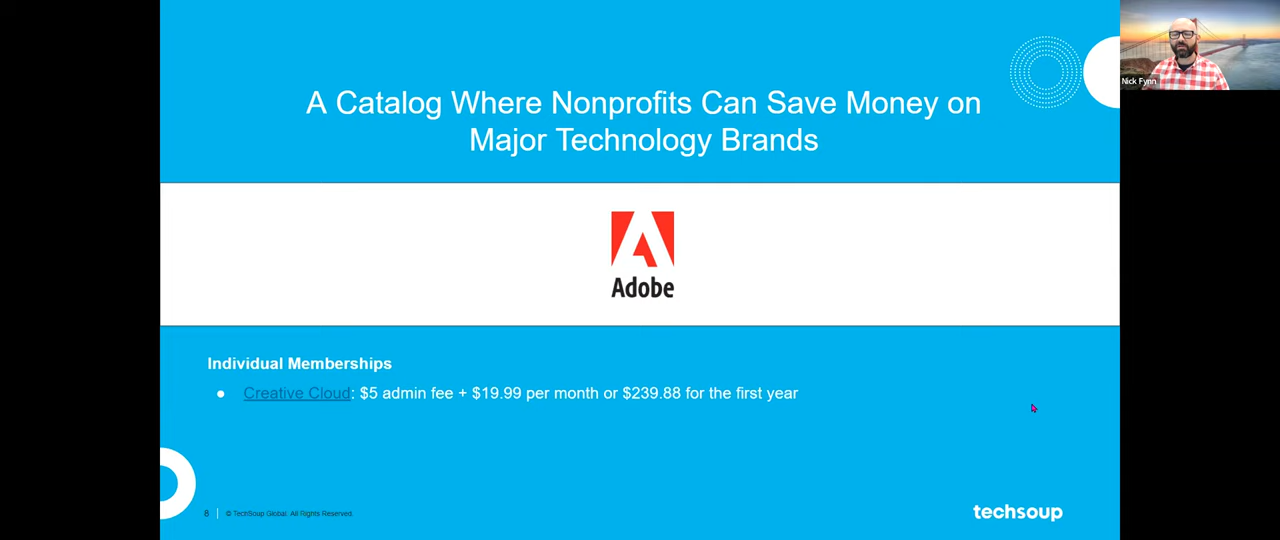 A Catalog Where Nonprofits Can Save Money on
Major Technology Brands
Nick Fynn
Adobe
Individual Memberships
● Creative Cloud: $5 admin fee + $19.99 per month or $239.88 for the first year
8 | © TechSoup Global. All Rights Reserved.
techsoup